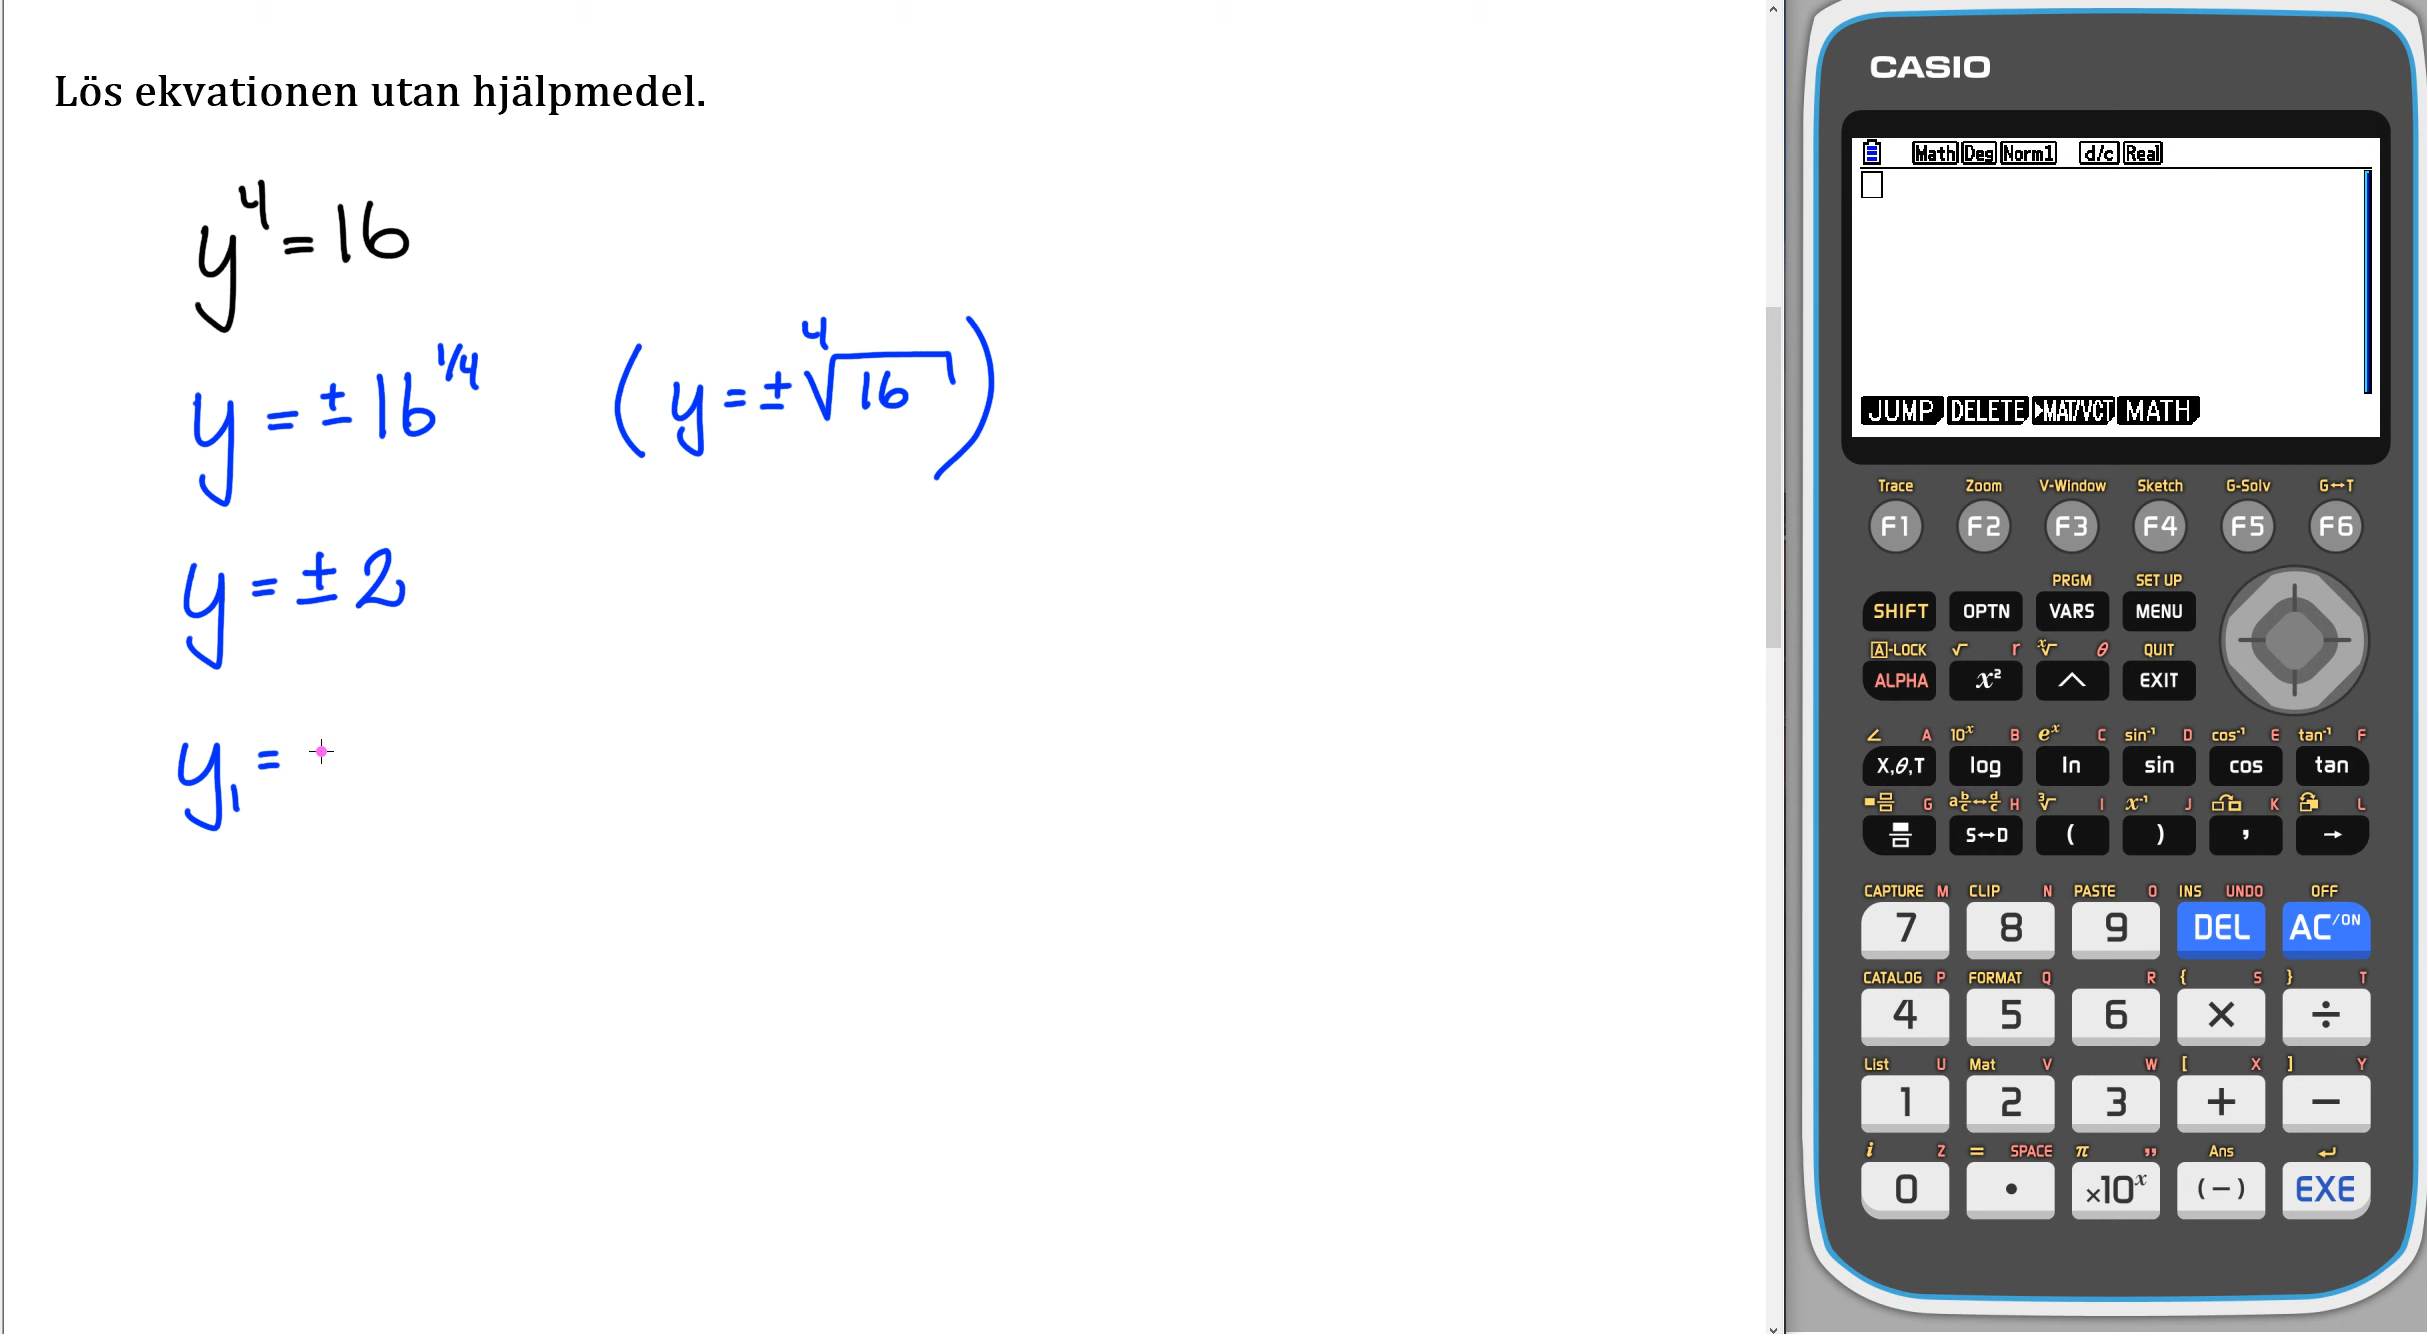 Lös ekvationen utan hjälpmedel.
y⁴ = 16
y = ± 16^1/4 ( y = ± ⁴√16 )
y = ± 2
y₁ =
CASIO
Math Deg Norm1 d/c Real
JUMP DELETE ▶MAT/VCT MATH
Trace Zoom V-Window Sketch G-Solv G↔T
F1 F2 F3 F4 F5 F6
PRGM SET UP
SHIFT OPTN VARS MENU
A-LOCK √ r ˣ√ θ QUIT
ALPHA x² ^ EXIT
∠ A 10ˣ B eˣ C sin⁻¹ D cos⁻¹ E tan⁻¹ F
X,θ,T log ln sin cos tan
G a b/c ↔ d/c H ³√ I x⁻¹ J K L
S↔D ( ) , →
CAPTURE M CLIP N PASTE O INS UNDO OFF
7 8 9 DEL AC/ON
CATALOG P FORMAT Q R { S } T
4 5 6 × ÷
List U Mat V W [ X ] Y
1 2 3 + −
i Z = SPACE π " Ans ↵
0 . ×10ˣ (−) EXE